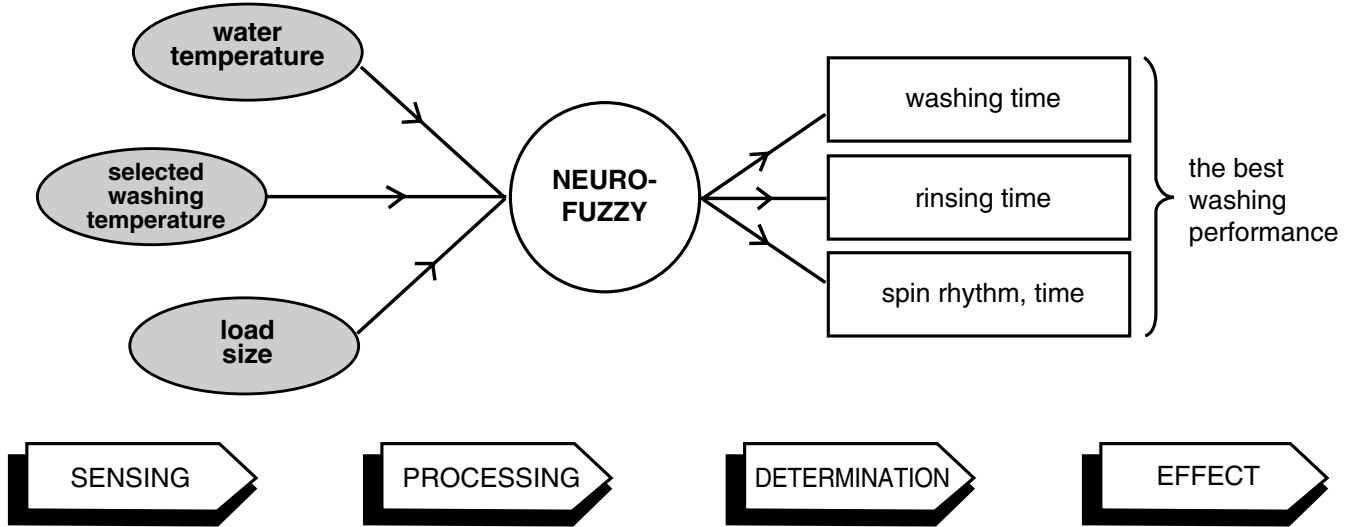 water
temperature
selected
washing
temperature
load
size
NEURO-
FUZZY
washing time
rinsing time
spin rhythm, time
the best
washing
performance
SENSING
PROCESSING
DETERMINATION
EFFECT